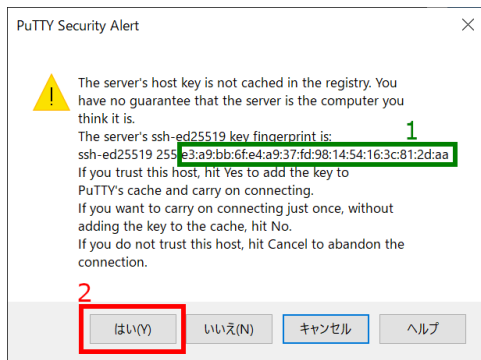 PuTTY Security Alert
The server's host key is not cached in the registry. You
have no guarantee that the server is the computer you
think it is.
The server's ssh-ed25519 key fingerprint is:
1
ssh-ed25519 255 e3:a9:bb:6f:e4:a9:37:fd:98:14:54:16:3c:81:2d:aa
If you trust this host, hit Yes to add the key to
PuTTY's cache and carry on connecting.
If you want to carry on connecting just once, without
adding the key to the cache, hit No.
If you do not trust this host, hit Cancel to abandon the
connection.
2
はい(Y) いいえ(N) キャンセル ヘルプ